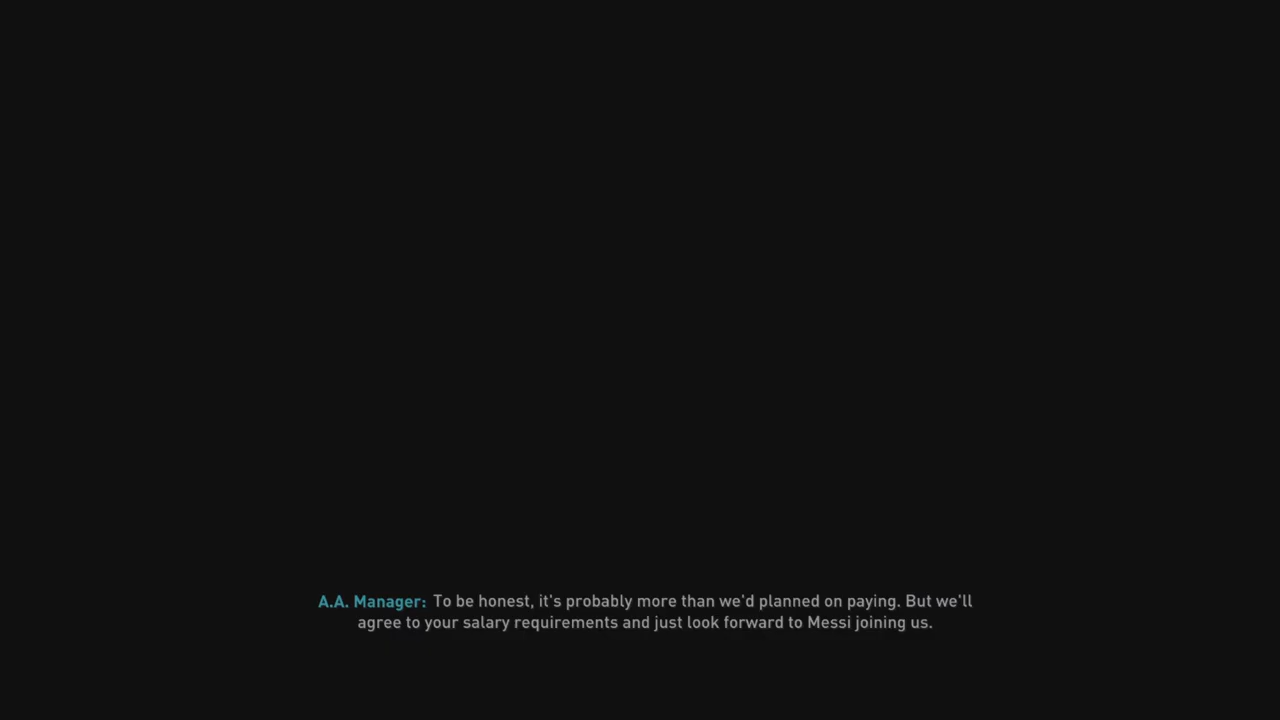 A.A. Manager: To be honest, it's probably more than we'd planned on paying. But we'll
agree to your salary requirements and just look forward to Messi joining us.